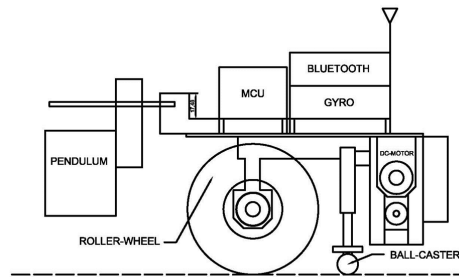 BLUETOOTH
MCU
GYRO
DC-MOTOR
PENDULUM
ROLLER-WHEEL
BALL-CASTER